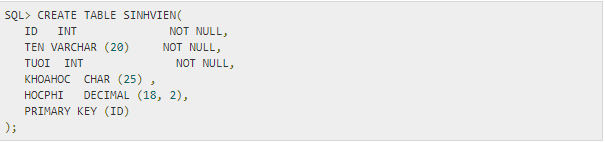 SQL> CREATE TABLE SINHVIEN(
ID INT NOT NULL,
TEN VARCHAR (20) NOT NULL,
TUOI INT NOT NULL,
KHOAHOC CHAR (25) ,
HOCPHI DECIMAL (18, 2),
PRIMARY KEY (ID)
);